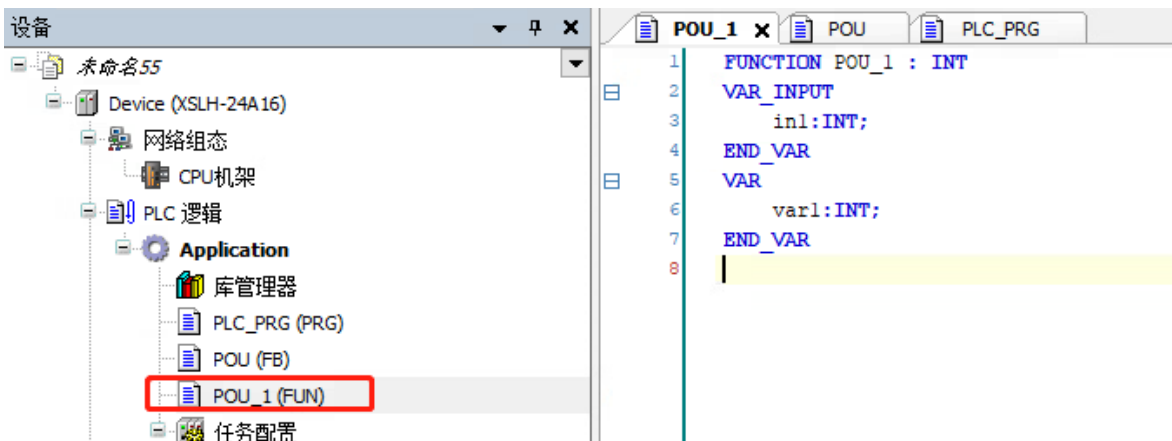 设备
未命名55
Device (XSLH-24A16)
网络组态
CPU机架
PLC 逻辑
Application
库管理器
PLC_PRG (PRG)
POU (FB)
POU_1 (FUN)
任务配置
POU_1 POU PLC_PRG
1 FUNCTION POU_1 : INT
2 VAR_INPUT
3 in1:INT;
4 END_VAR
5 VAR
6 var1:INT;
7 END_VAR
8